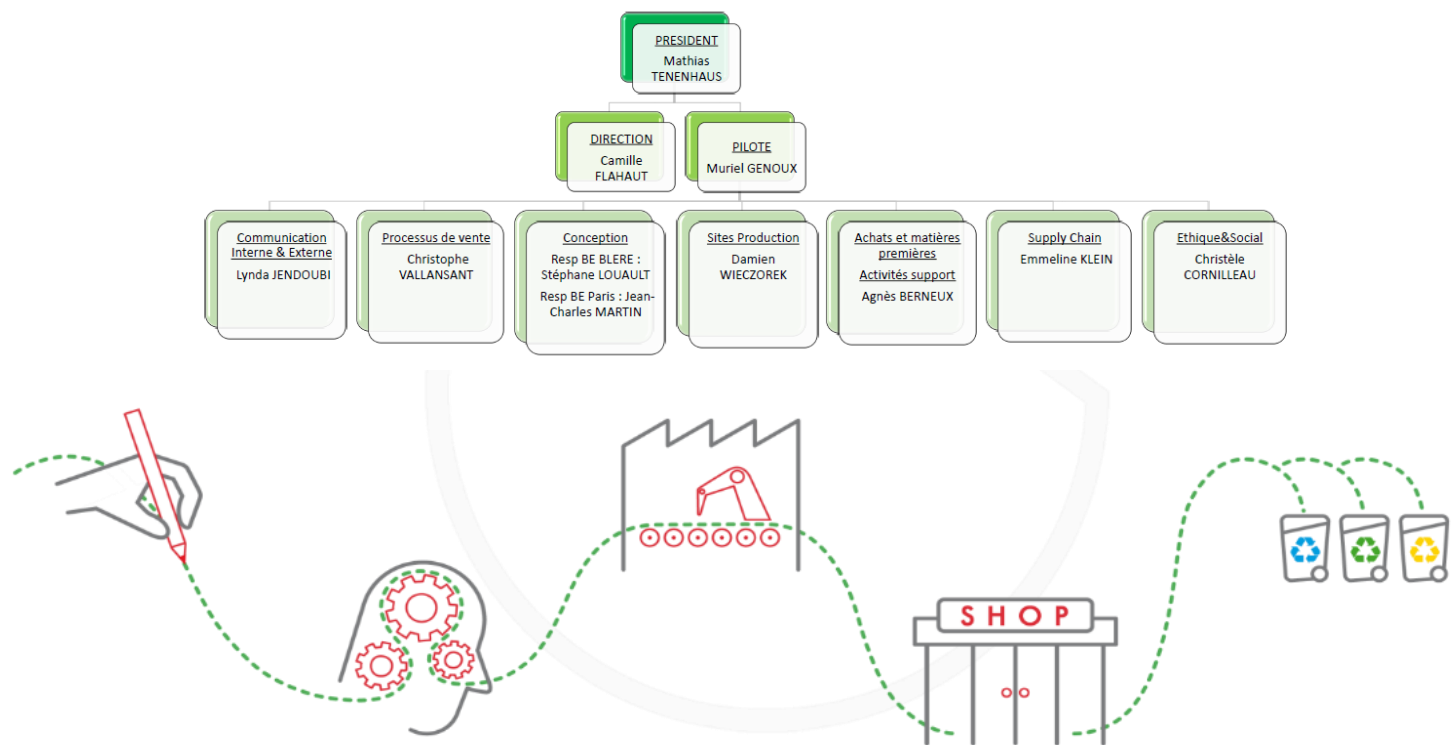 PRESIDENT
Mathias
TENENHAUS
DIRECTION
Camille
FLAHAUT
PILOTE
Muriel GENOUX
Communication
Interne & Externe
Lynda JENDOUBI
Processus de vente
Christophe
VALLANSANT
Conception
Resp BE BLERE :
Stéphane LOUAULT
Resp BE Paris : Jean-
Charles MARTIN
Sites Production
Damien
WIECZOREK
Achats et matières
premières
Activités support
Agnès BERNEUX
Supply Chain
Emmeline KLEIN
Ethique&Social
Christèle
CORNILLEAU
SHOP